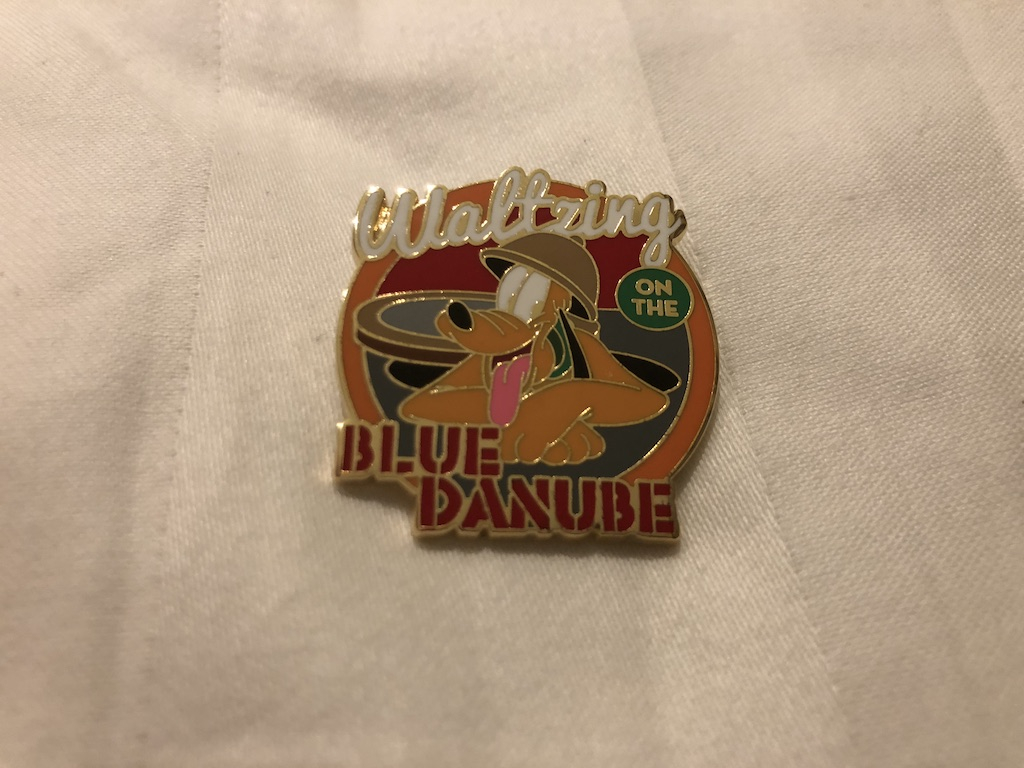 Waltzing
ON
THE
BLUE
DANUBE